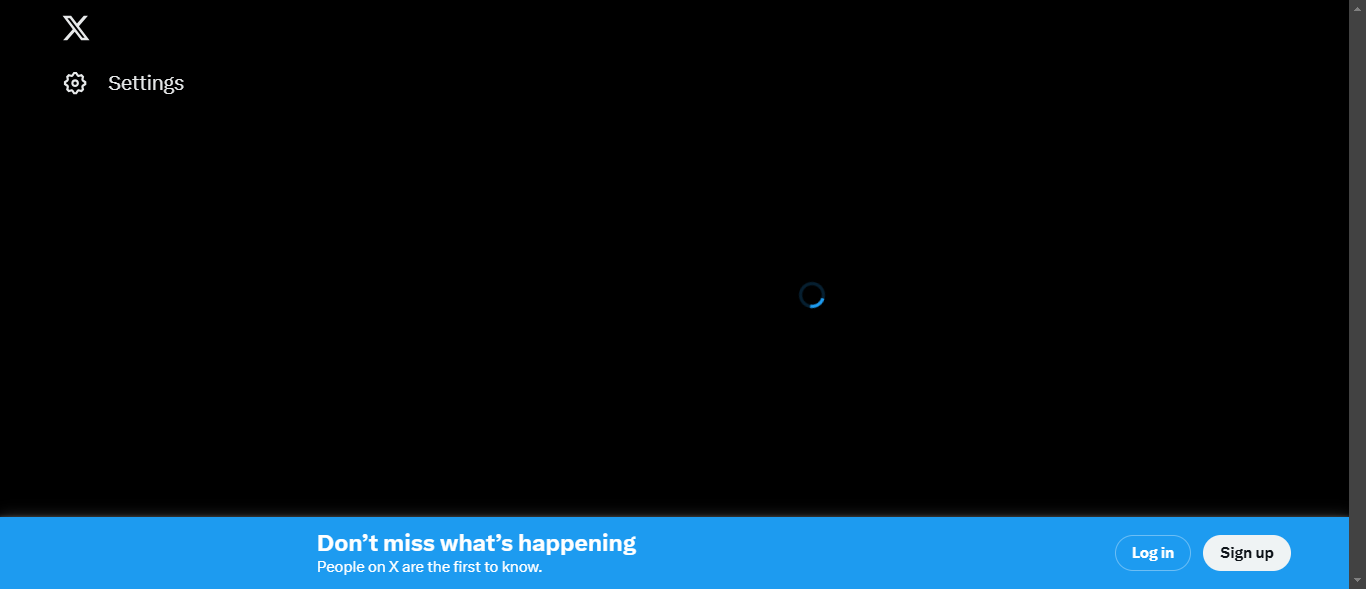 Settings
Don’t miss what’s happening
People on X are the first to know.
Log in
Sign up